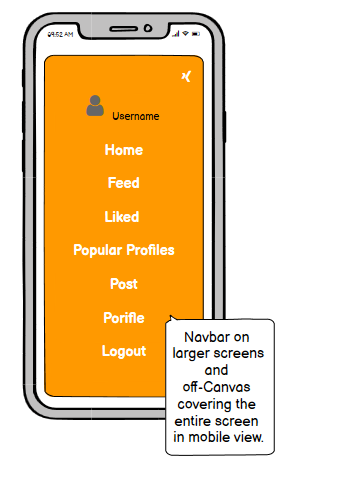 09:52 AM
Username
Home
Feed
Liked
Popular Profiles
Post
Porifle
Logout
Navbar on
larger screens
and
off-Canvas
covering the
entire screen
in mobile view.